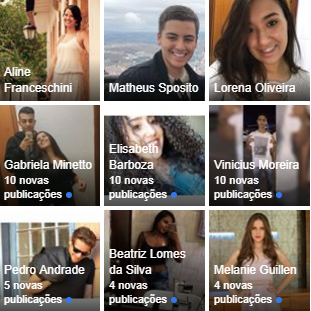 Aline
Franceschini
Matheus Sposito
Lorena Oliveira
Gabriela Minetto
10 novas
publicações
Elisabeth
Barboza
10 novas
publicações
Vinicius Moreira
10 novas
publicações
Pedro Andrade
5 novas
publicações
Beatriz Lomes
da Silva
4 novas
publicações
Melanie Guillen
4 novas
publicações